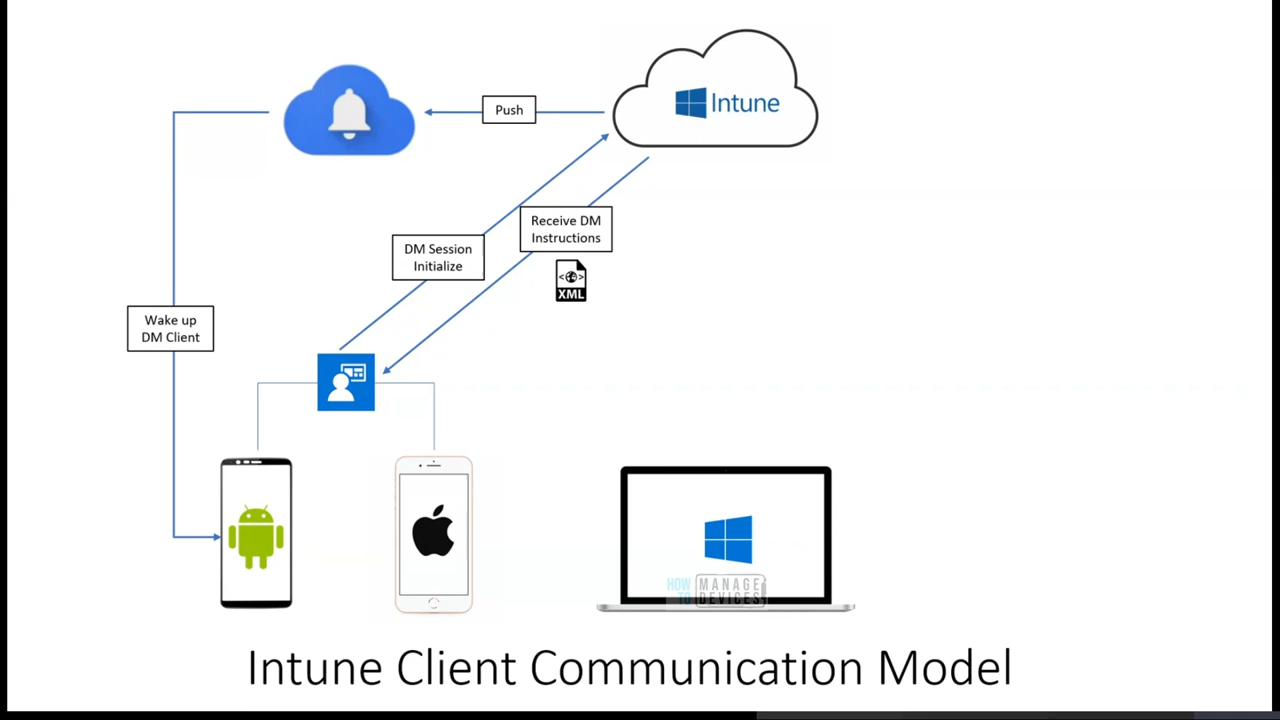 Push
Intune
Receive DM
Instructions
DM Session
Initialize
<>
XML
Wake up
DM Client
HOW TO
MANAGE
DEVICES
Intune Client Communication Model